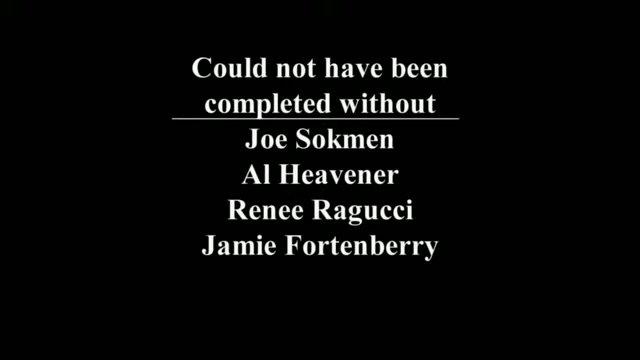 Could not have been
completed without
Joe Sokmen
Al Heavener
Renee Ragucci
Jamie Fortenberry